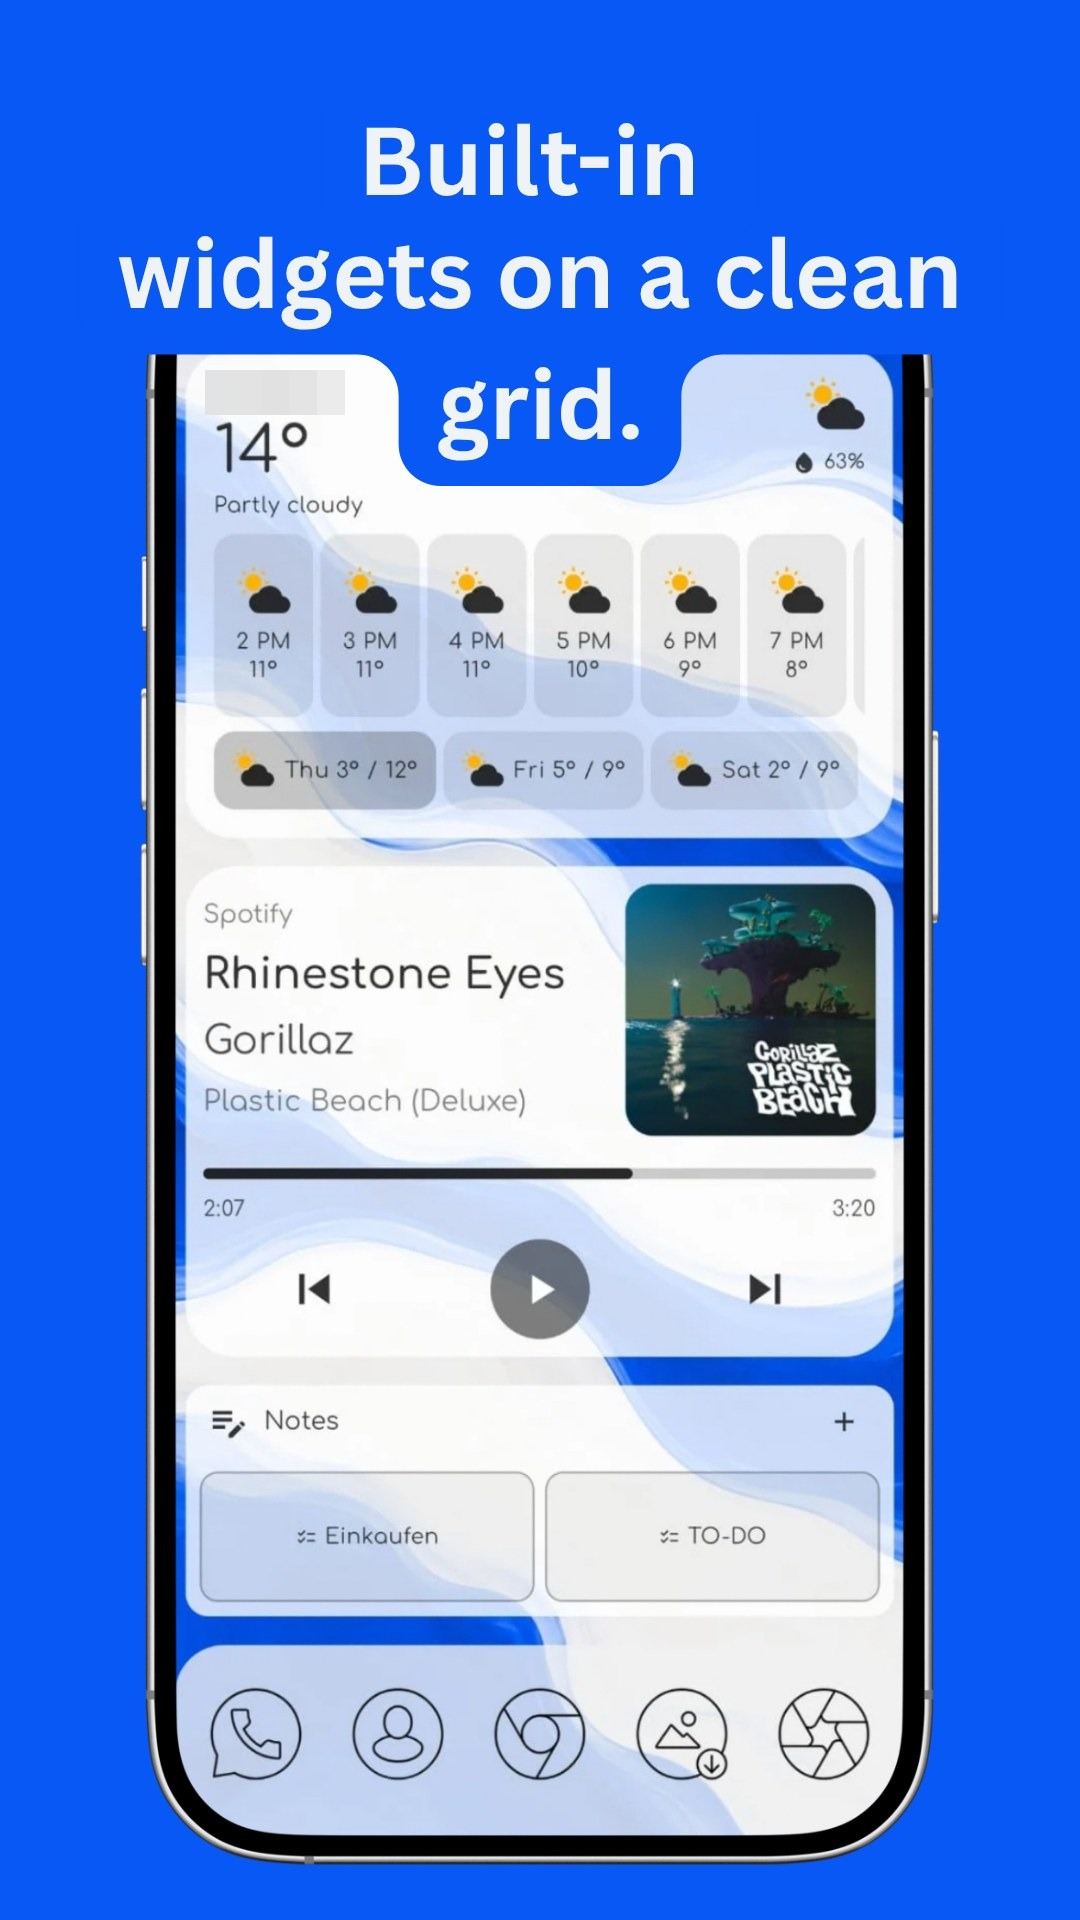 Built-in
widgets on a clean
grid.
14°
63%
Partly cloudy
2 PM 3 PM 4 PM 5 PM 6 PM 7 PM
11° 11° 11° 10° 9° 8°
Thu 3° / 12° Fri 5° / 9° Sat 2° / 9°
Spotify
Rhinestone Eyes
Gorillaz
Plastic Beach (Deluxe)
GORILLAZ
PLASTIC
BEACH
2:07 3:20
Notes +
Einkaufen TO-DO